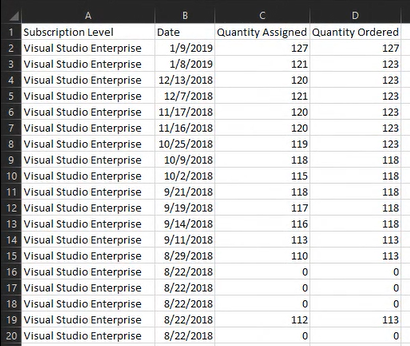 A B C D
1 Subscription Level Date Quantity Assigned Quantity Ordered
2 Visual Studio Enterprise 1/9/2019 127 127
3 Visual Studio Enterprise 1/8/2019 121 123
4 Visual Studio Enterprise 12/13/2018 120 123
5 Visual Studio Enterprise 12/7/2018 121 123
6 Visual Studio Enterprise 11/17/2018 120 123
7 Visual Studio Enterprise 11/16/2018 120 123
8 Visual Studio Enterprise 10/25/2018 119 123
9 Visual Studio Enterprise 10/9/2018 118 118
10 Visual Studio Enterprise 10/2/2018 115 118
11 Visual Studio Enterprise 9/21/2018 118 118
12 Visual Studio Enterprise 9/19/2018 117 118
13 Visual Studio Enterprise 9/14/2018 116 118
14 Visual Studio Enterprise 9/11/2018 113 113
15 Visual Studio Enterprise 8/29/2018 110 113
16 Visual Studio Enterprise 8/22/2018 0 0
17 Visual Studio Enterprise 8/22/2018 0 0
18 Visual Studio Enterprise 8/22/2018 0 0
19 Visual Studio Enterprise 8/22/2018 112 113
20 Visual Studio Enterprise 8/22/2018 0 0